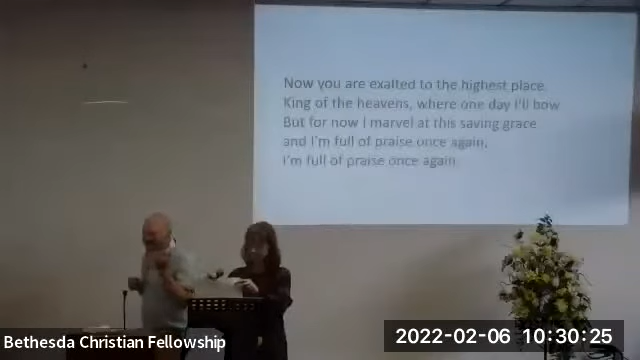 Now you are exalted to the highest place,
King of the heavens, where one day I'll bow
But for now I marvel at this saving grace
and I'm full of praise once again,
I'm full of praise once again.
Bethesda Christian Fellowship
2022-02-06 10:30:25